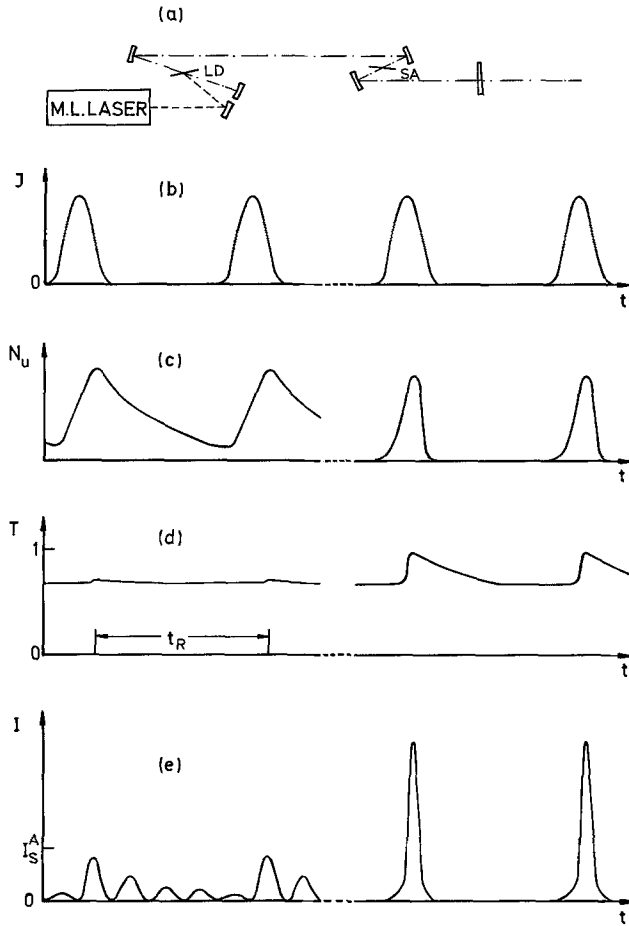 (a)
LD
SA
M.L. LASER
J
(b)
0
t
N_u
(c)
t
T
(d)
1
t_R
0
t
I
(e)
I_S^A
0
t